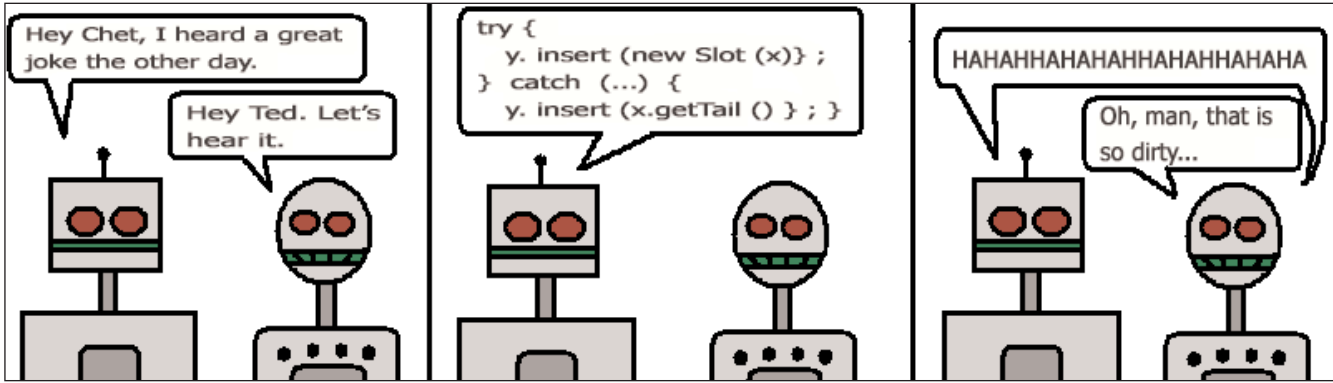 Hey Chet, I heard a great
joke the other day.
Hey Ted. Let's
hear it.
try {
y. insert (new Slot (x)} ;
} catch (...) {
y. insert (x.getTail () } ; }
HAHAHHAHAHAHHAHAHHAHAHA
Oh, man, that is
so dirty...